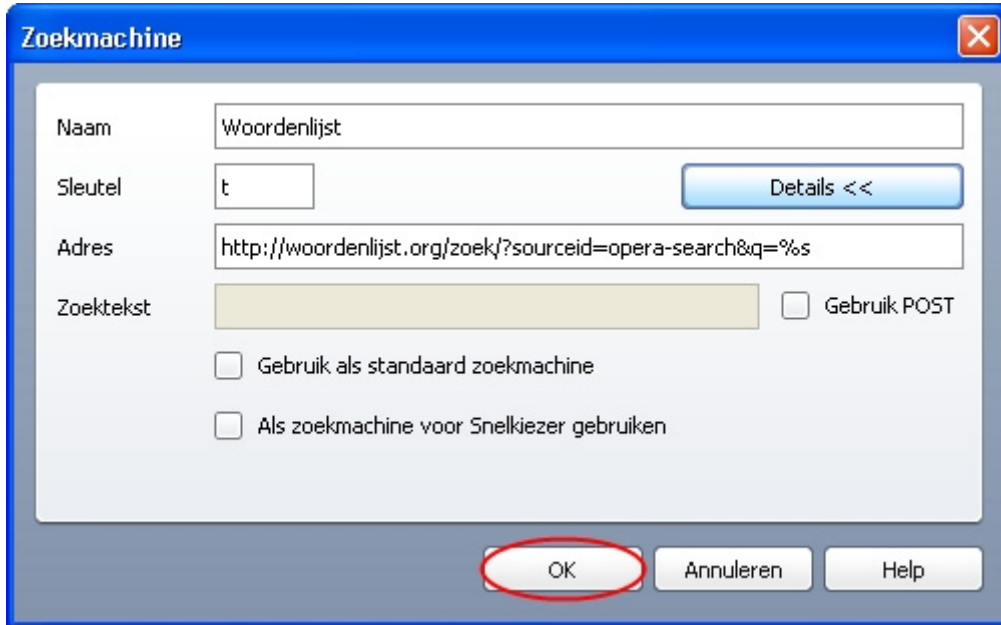 Zoekmachine
Naam Woordenlijst
Sleutel t Details <<
Adres http://woordenlijst.org/zoek/?sourceid=opera-search&q=%s
Zoektekst Gebruik POST
Gebruik als standaard zoekmachine
Als zoekmachine voor Snelkiezer gebruiken
OK Annuleren Help